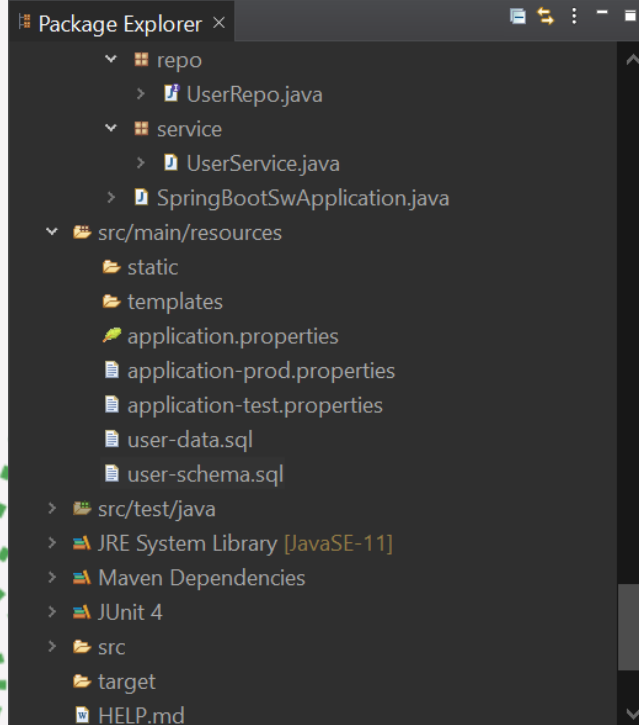 Package Explorer ×
repo
UserRepo.java
service
UserService.java
SpringBootSwApplication.java
src/main/resources
static
templates
application.properties
application-prod.properties
application-test.properties
user-data.sql
user-schema.sql
src/test/java
JRE System Library [JavaSE-11]
Maven Dependencies
JUnit 4
src
target
HELP.md